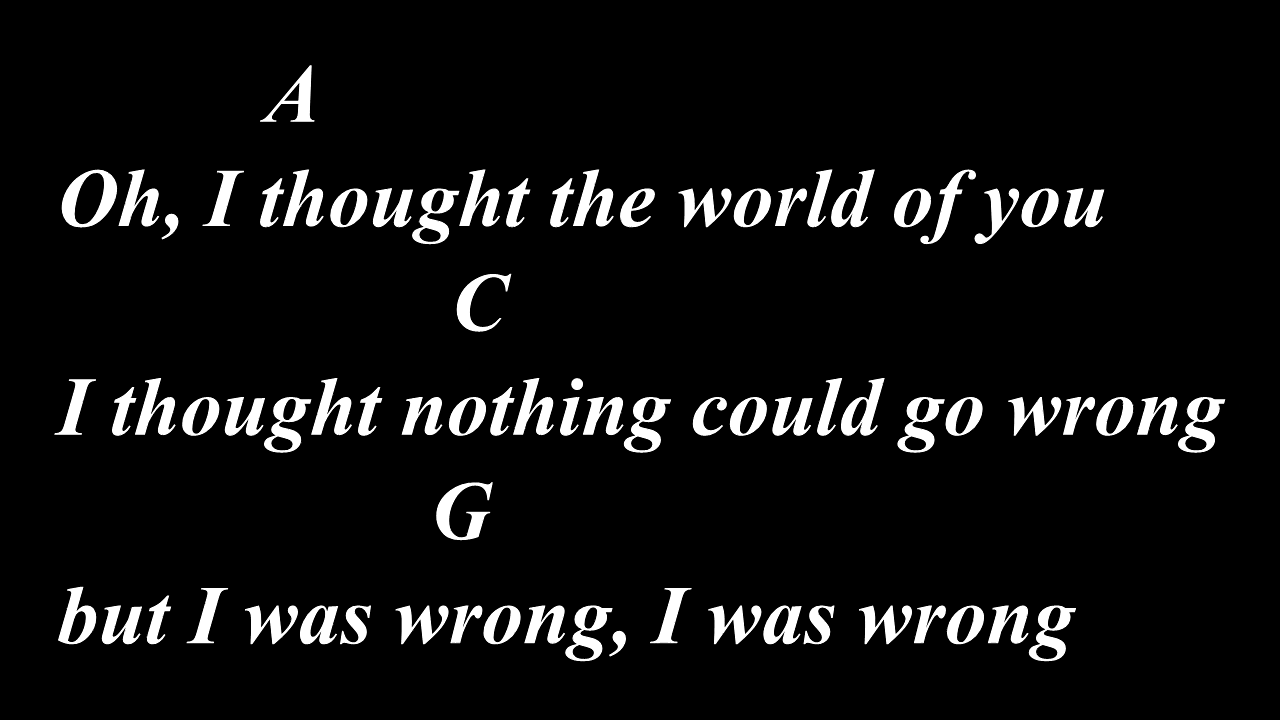 A
Oh, I thought the world of you
C
I thought nothing could go wrong
G
but I was wrong, I was wrong